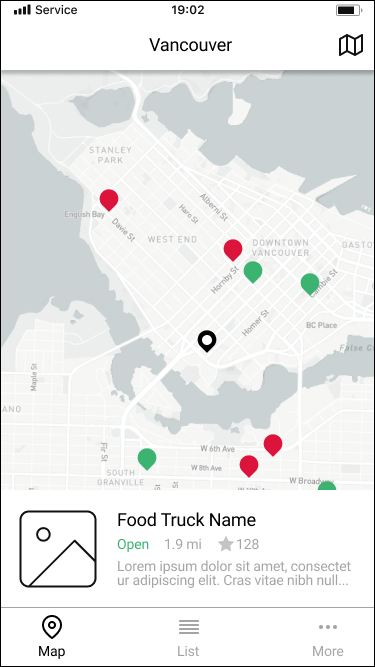 Service 19:02
Vancouver
STANLEY
PARK
English Bay
Davie St
Haro St
Alberni St
WEST END
DOWNTOWN
VANCOUVER
GASTO
Hornby St
Cambie St
Homer St
BC Place
False C
Maple St
ANO
Fir St
W 6th Ave
W 8th Ave
W Broadway
SOUTH
GRANVILLE
Food Truck Name
Open 1.9 mi 128
Lorem ipsum dolor sit amet, consectet
ur adipiscing elit. Cras vitae nibh null...
Map List More